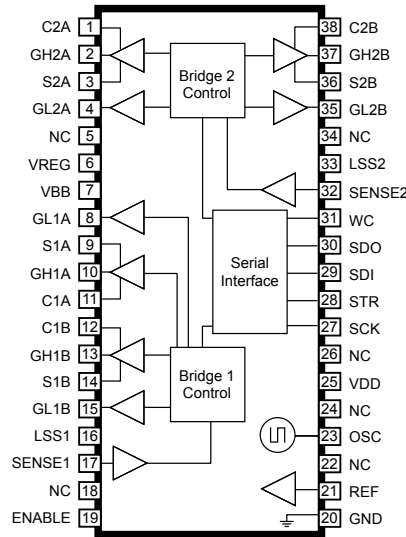 C2A 1
GH2A 2
S2A 3
GL2A 4
NC 5
VREG 6
VBB 7
GL1A 8
S1A 9
GH1A 10
C1A 11
C1B 12
GH1B 13
S1B 14
GL1B 15
LSS1 16
SENSE1 17
NC 18
ENABLE 19
Bridge 2
Control
Serial
Interface
Bridge 1
Control
38 C2B
37 GH2B
36 S2B
35 GL2B
34 NC
33 LSS2
32 SENSE2
31 WC
30 SDO
29 SDI
28 STR
27 SCK
26 NC
25 VDD
24 NC
23 OSC
22 NC
21 REF
20 GND